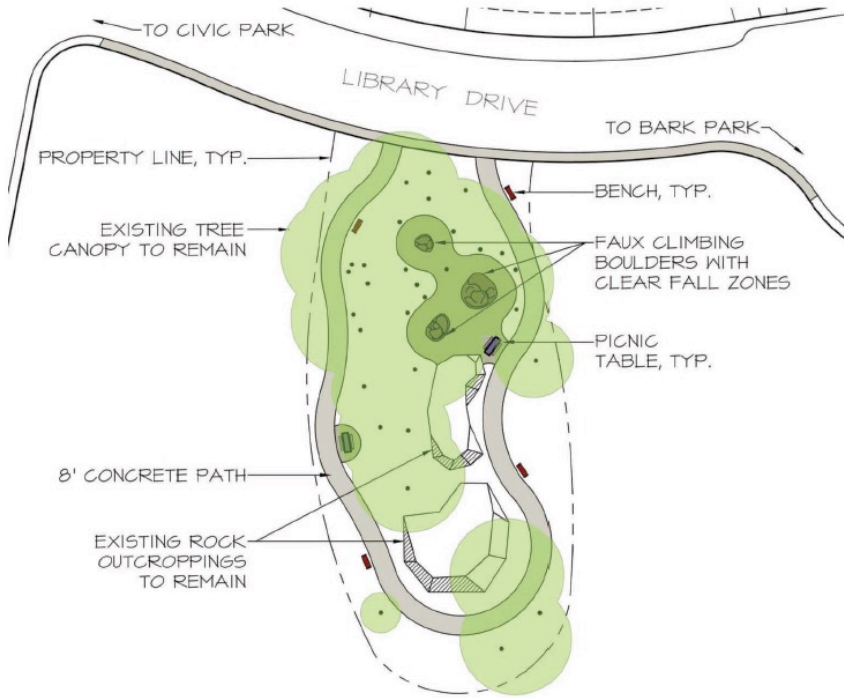 TO CIVIC PARK
LIBRARY DRIVE
TO BARK PARK
PROPERTY LINE, TYP.
BENCH, TYP.
EXISTING TREE
CANOPY TO REMAIN
FAUX CLIMBING
BOULDERS WITH
CLEAR FALL ZONES
PICNIC
TABLE, TYP.
8' CONCRETE PATH
EXISTING ROCK
OUTCROPPINGS
TO REMAIN